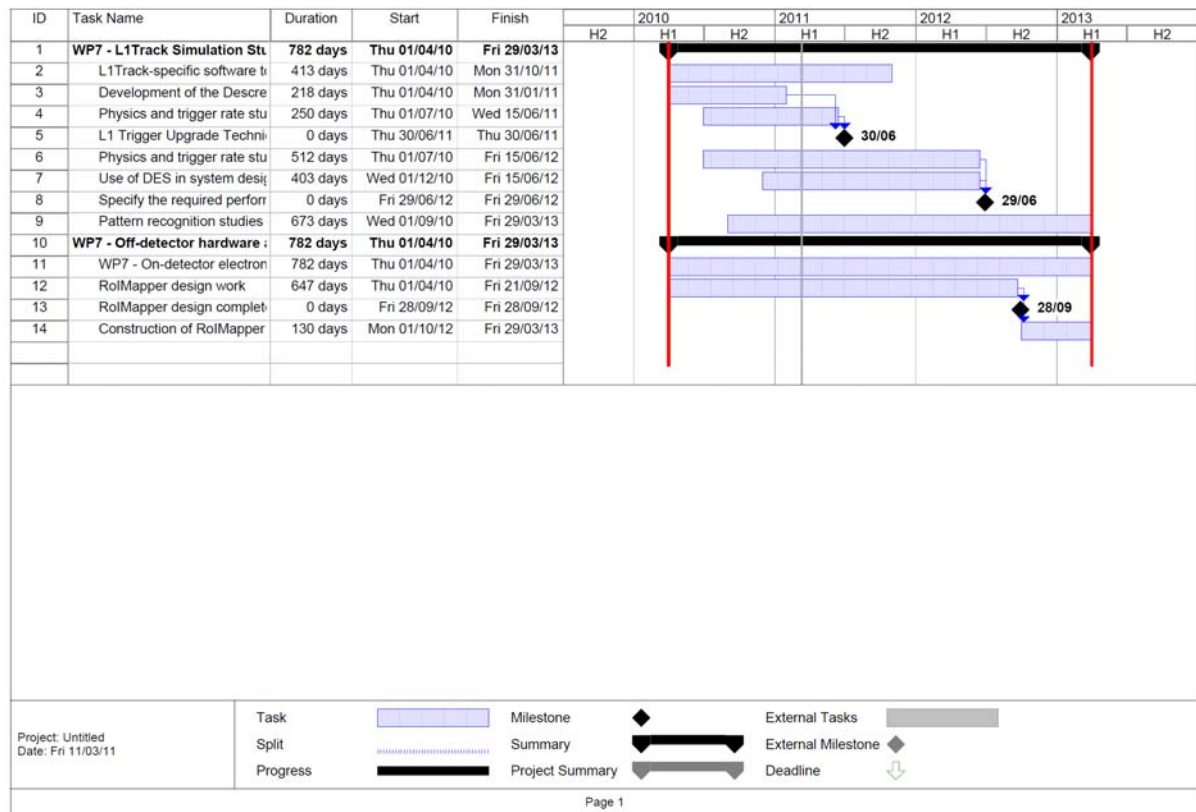 ID Task Name Duration Start Finish 2010 2011 2012 2013
H2 H1 H2 H1 H2 H1 H2 H1 H2
1 WP7 - L1Track Simulation Stu 782 days Thu 01/04/10 Fri 29/03/13
2 L1Track-specific software to 413 days Thu 01/04/10 Mon 31/10/11
3 Development of the Descre 218 days Thu 01/04/10 Mon 31/01/11
4 Physics and trigger rate stu 250 days Thu 01/07/10 Wed 15/06/11
5 L1 Trigger Upgrade Techni 0 days Thu 30/06/11 Thu 30/06/11 30/06
6 Physics and trigger rate stu 512 days Thu 01/07/10 Fri 15/06/12
7 Use of DES in system desig 403 days Wed 01/12/10 Fri 15/06/12
8 Specify the required perforr 0 days Fri 29/06/12 Fri 29/06/12 29/06
9 Pattern recognition studies 673 days Wed 01/09/10 Fri 29/03/13
10 WP7 - Off-detector hardware a 782 days Thu 01/04/10 Fri 29/03/13
11 WP7 - On-detector electron 782 days Thu 01/04/10 Fri 29/03/13
12 RoIMapper design work 647 days Thu 01/04/10 Fri 21/09/12
13 RoIMapper design complet 0 days Fri 28/09/12 Fri 28/09/12 28/09
14 Construction of RoIMapper 130 days Mon 01/10/12 Fri 29/03/13
Project: Untitled
Date: Fri 11/03/11
Task Milestone External Tasks
Split Summary External Milestone
Progress Project Summary Deadline
Page 1